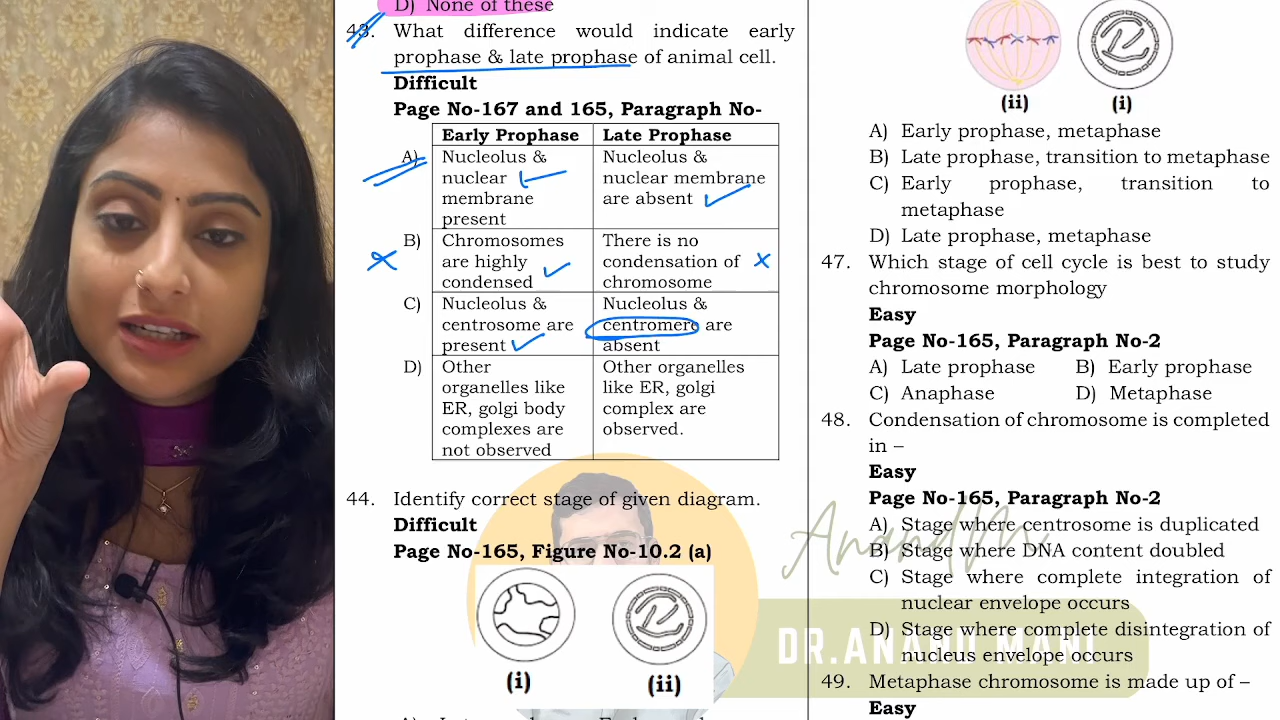 D) None of these
43. What difference would indicate early
prophase & late prophase of animal cell.
Difficult
Page No-167 and 165, Paragraph No-
Early Prophase Late Prophase
A) Nucleolus & Nucleolus &
nuclear nuclear membrane
membrane are absent
present
B) Chromosomes There is no
are highly condensation of
condensed chromosome
C) Nucleolus & Nucleolus &
centrosome are centromere are
present absent
D) Other Other organelles
organelles like like ER, golgi
ER, golgi body complex are
complexes are observed.
not observed
44. Identify correct stage of given diagram.
Difficult
Page No-165, Figure No-10.2 (a)
(i) (ii)
(ii) (i)
A) Early prophase, metaphase
B) Late prophase, transition to metaphase
C) Early prophase, transition to
metaphase
D) Late prophase, metaphase
47. Which stage of cell cycle is best to study
chromosome morphology
Easy
Page No-165, Paragraph No-2
A) Late prophase B) Early prophase
C) Anaphase D) Metaphase
48. Condensation of chromosome is completed
in –
Easy
Page No-165, Paragraph No-2
A) Stage where centrosome is duplicated
B) Stage where DNA content doubled
C) Stage where complete integration of
nuclear envelope occurs
D) Stage where complete disintegration of
nucleus envelope occurs
49. Metaphase chromosome is made up of –
Easy
Anand M
DR.ANAND MANI